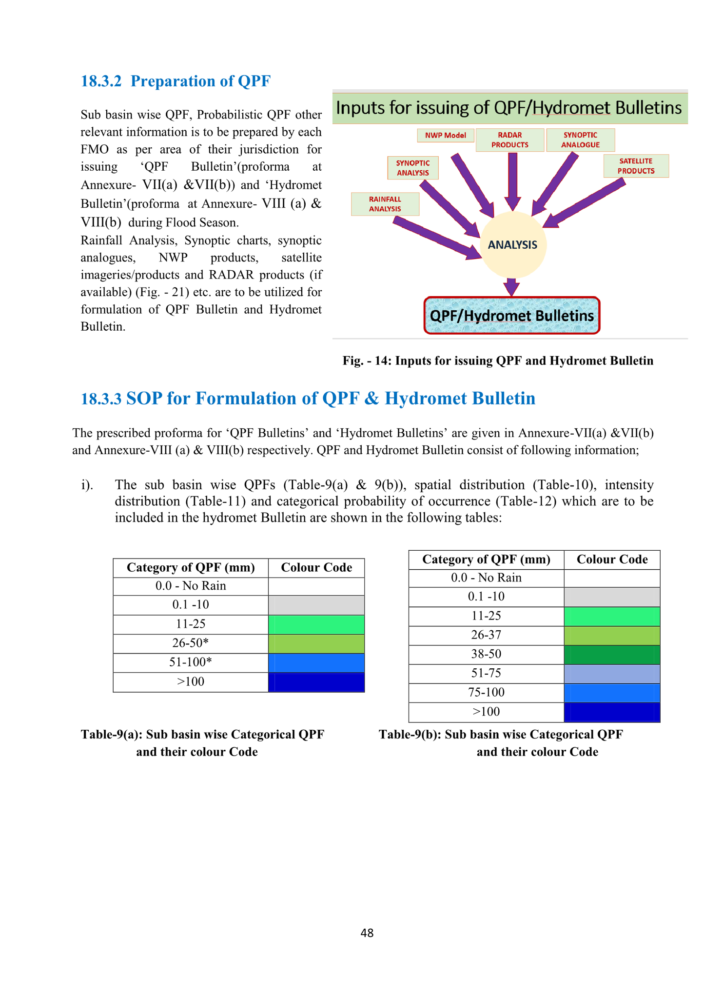 18.3.2 Preparation of QPF
Sub basin wise QPF, Probabilistic QPF other
relevant information is to be prepared by each
FMO as per area of their jurisdiction for
issuing ‘QPF Bulletin’(proforma at
Annexure- VII(a) &VII(b)) and ‘Hydromet
Bulletin’(proforma at Annexure- VIII (a) &
VIII(b) during Flood Season.
Rainfall Analysis, Synoptic charts, synoptic
analogues, NWP products, satellite
imageries/products and RADAR products (if
available) (Fig. - 21) etc. are to be utilized for
formulation of QPF Bulletin and Hydromet
Bulletin.
Inputs for issuing of QPF/Hydromet Bulletins
NWP Model
RADAR
PRODUCTS
SYNOPTIC
ANALOGUE
SYNOPTIC
ANALYSIS
SATELLITE
PRODUCTS
RAINFALL
ANALYSIS
ANALYSIS
QPF/Hydromet Bulletins
Fig. - 14: Inputs for issuing QPF and Hydromet Bulletin
18.3.3 SOP for Formulation of QPF & Hydromet Bulletin
The prescribed proforma for ‘QPF Bulletins’ and ‘Hydromet Bulletins’ are given in Annexure-VII(a) &VII(b)
and Annexure-VIII (a) & VIII(b) respectively. QPF and Hydromet Bulletin consist of following information;
i). The sub basin wise QPFs (Table-9(a) & 9(b)), spatial distribution (Table-10), intensity
distribution (Table-11) and categorical probability of occurrence (Table-12) which are to be
included in the hydromet Bulletin are shown in the following tables:
Category of QPF (mm) Colour Code
0.0 - No Rain
0.1 -10
11-25
26-50*
51-100*
>100
Table-9(a): Sub basin wise Categorical QPF
and their colour Code
Category of QPF (mm) Colour Code
0.0 - No Rain
0.1 -10
11-25
26-37
38-50
51-75
75-100
>100
Table-9(b): Sub basin wise Categorical QPF
and their colour Code
48